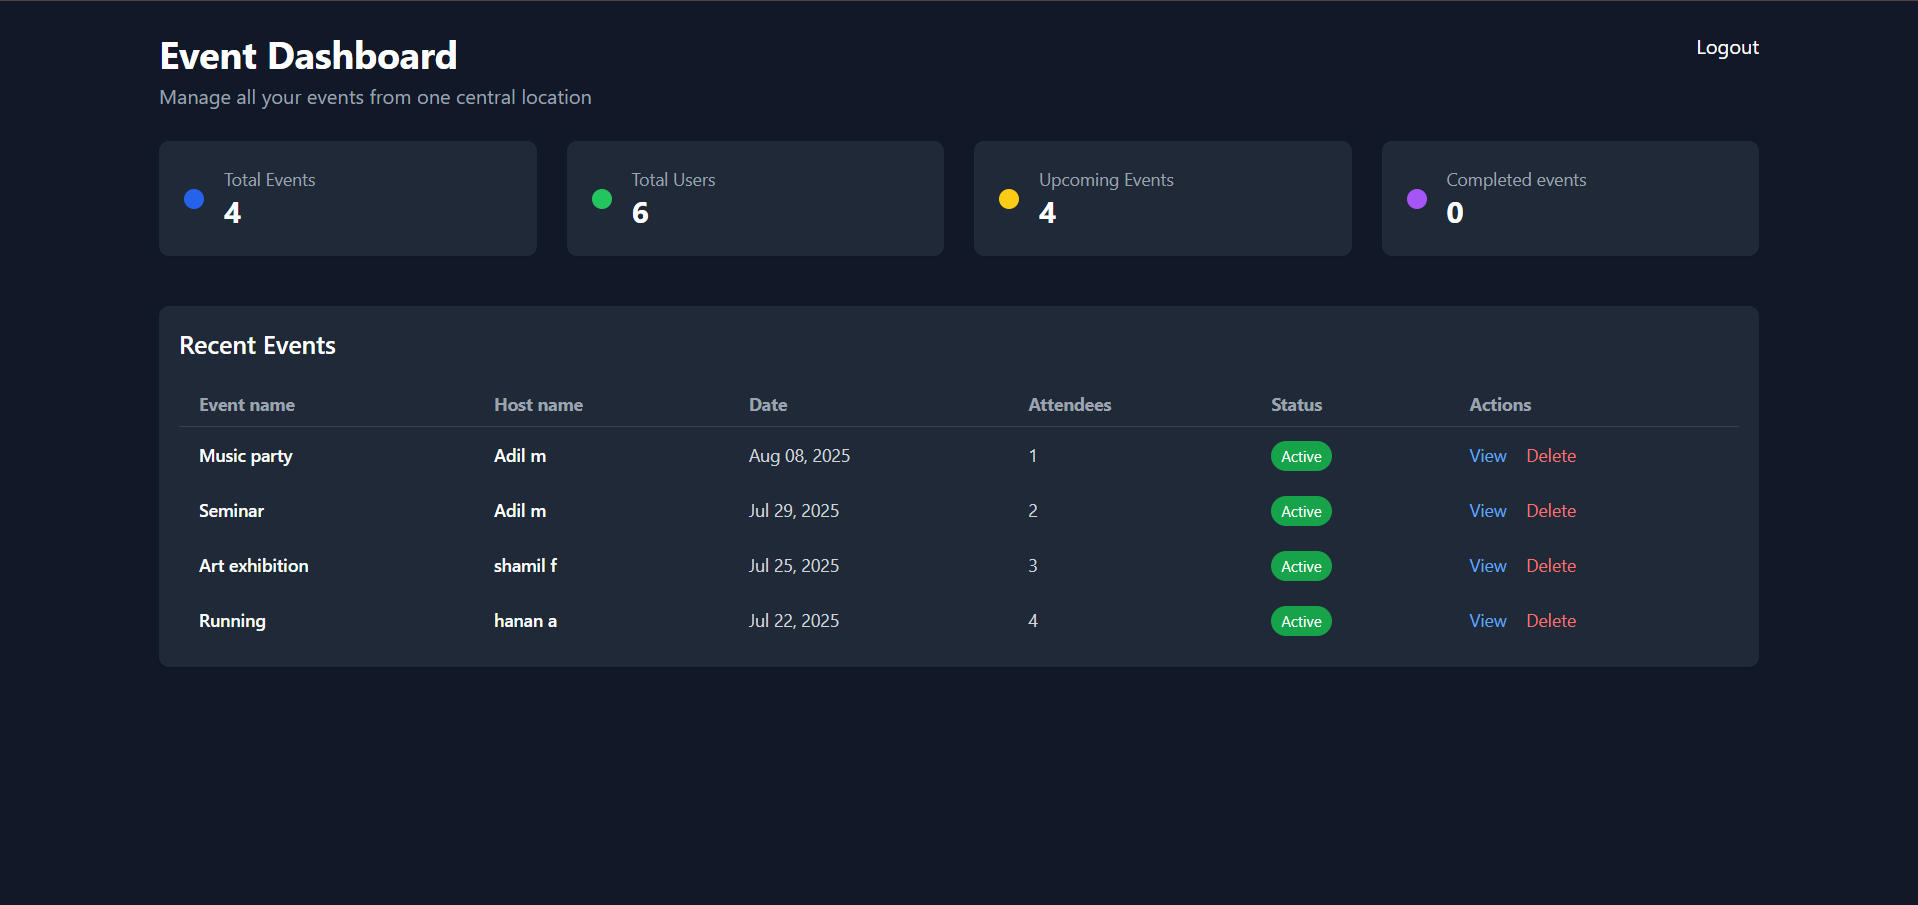 Event Dashboard
Logout
Manage all your events from one central location
Total Events
4
Total Users
6
Upcoming Events
4
Completed events
0
Recent Events
Event name Host name Date Attendees Status Actions
Music party Adil m Aug 08, 2025 1 Active View Delete
Seminar Adil m Jul 29, 2025 2 Active View Delete
Art exhibition shamil f Jul 25, 2025 3 Active View Delete
Running hanan a Jul 22, 2025 4 Active View Delete